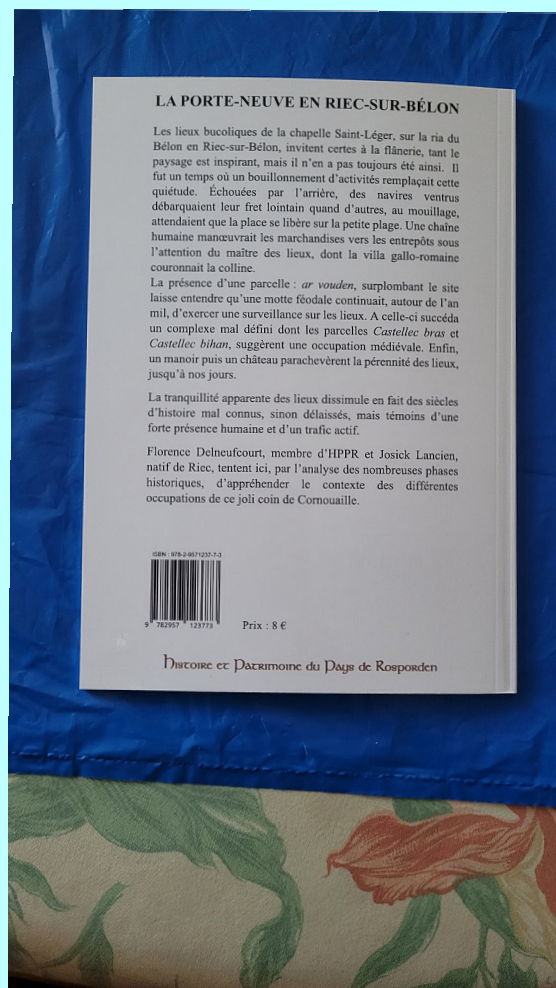 LA PORTE-NEUVE EN RIEC-SUR-BÉLON
Les lieux bucoliques de la chapelle Saint-Léger, sur la ria du
Bélon en Riec-sur-Bélon, invitent certes à la flânerie, tant le
paysage est inspirant, mais il n'en a pas toujours été ainsi. Il
fut un temps où un bouillonnement d'activités remplaçait cette
quiétude. Échouées par l'arrière, des navires ventrus
débarquaient leur fret lointain quand d'autres, au mouillage,
attendaient que la place se libère sur la petite plage. Une chaîne
humaine manœuvrait les marchandises vers les entrepôts sous
l'attention du maître des lieux, dont la villa gallo-romaine
couronnait la colline.
La présence d'une parcelle : ar vouden, surplombant le site
laisse entendre qu'une motte féodale continuait, autour de l'an
mil, d'exercer une surveillance sur les lieux. A celle-ci succéda
un complexe mal défini dont les parcelles Castellec bras et
Castellec bihan, suggèrent une occupation médiévale. Enfin,
un manoir puis un château parachevèrent la pérennité des lieux,
jusqu'à nos jours.
La tranquillité apparente des lieux dissimule en fait des siècles
d'histoire mal connus, sinon délaissés, mais témoins d'une
forte présence humaine et d'un trafic actif.
Florence Delneufcourt, membre d'HPPR et Josick Lancien,
natif de Riec, tentent ici, par l'analyse des nombreuses phases
historiques, d'appréhender le contexte des différentes
occupations de ce joli coin de Cornouaille.
ISBN : 978-2-9571237-7-3
9 782957 123773
Prix : 8 €
Histoire et Patrimoine du Pays de Rosporden